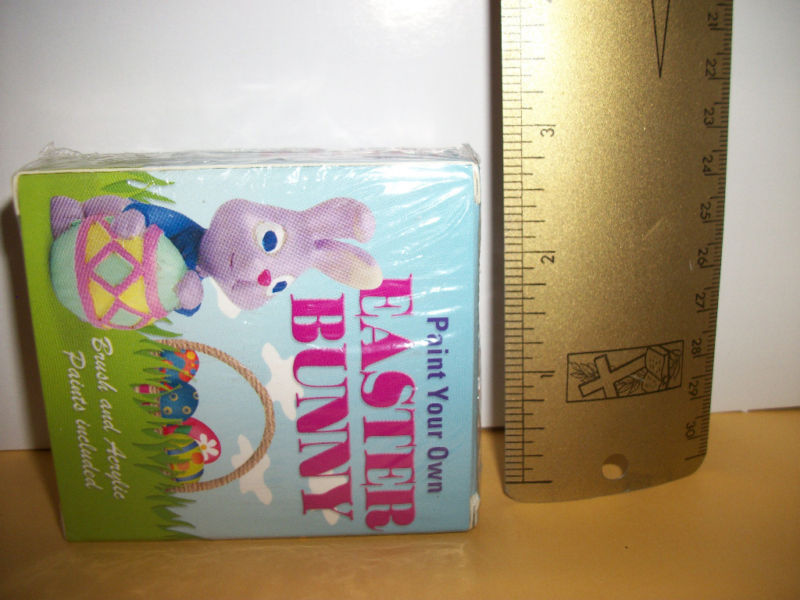 Paint Your Own
EASTER
BUNNY
Brush and Acrylic
Paints included
3
2
1
21
22
23
24
25
26
27
28
29
30